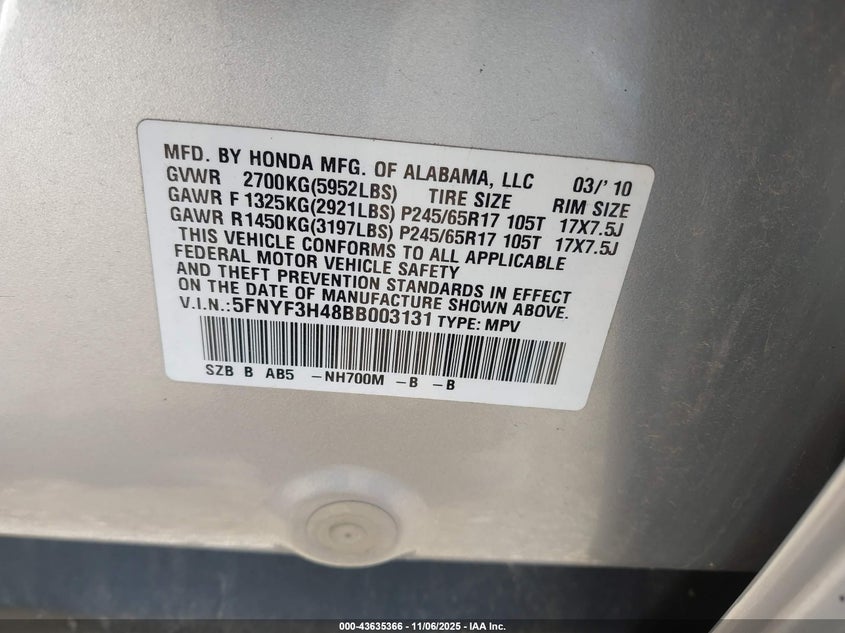 MFD. BY HONDA MFG. OF ALABAMA, LLC 03/'10
GVWR 2700KG(5952LBS) TIRE SIZE RIM SIZE
GAWR F 1325KG(2921LBS) P245/65R17 105T 17X7.5J
GAWR R 1450KG(3197LBS) P245/65R17 105T 17X7.5J
THIS VEHICLE CONFORMS TO ALL APPLICABLE
FEDERAL MOTOR VEHICLE SAFETY
AND THEFT PREVENTION STANDARDS IN EFFECT
ON THE DATE OF MANUFACTURE SHOWN ABOVE.
V.I.N.:5FNYF3H48BB003131 TYPE: MPV
SZB B AB5 -NH700M -B -B
000-43635366 - 11/06/2025 - IAA Inc.